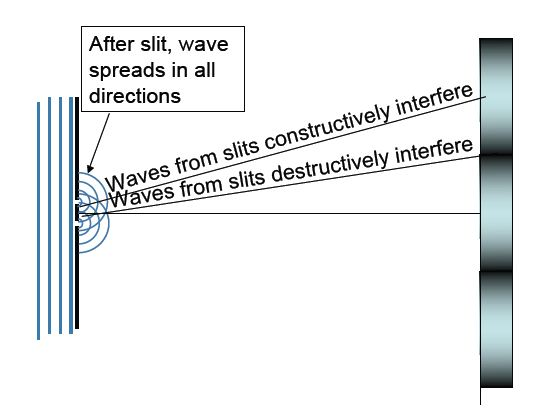 After slit, wave
spreads in all
directions
Waves from slits constructively interfere
Waves from slits destructively interfere